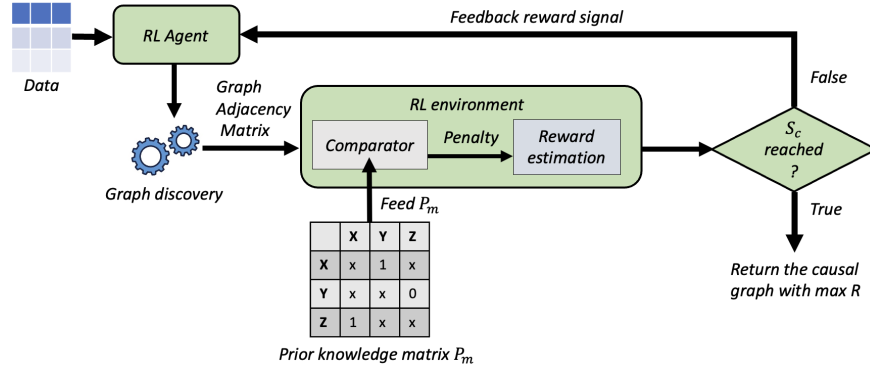 Feedback reward signal
RL Agent
Data
Graph
Adjacency
Matrix
Graph discovery
RL environment
Comparator
Penalty
Reward
estimation
False
S_c
reached
?
True
Feed P_m
X Y Z
X x 1 x
Y x x 0
Z 1 x x
Prior knowledge matrix P_m
Return the causal
graph with max R